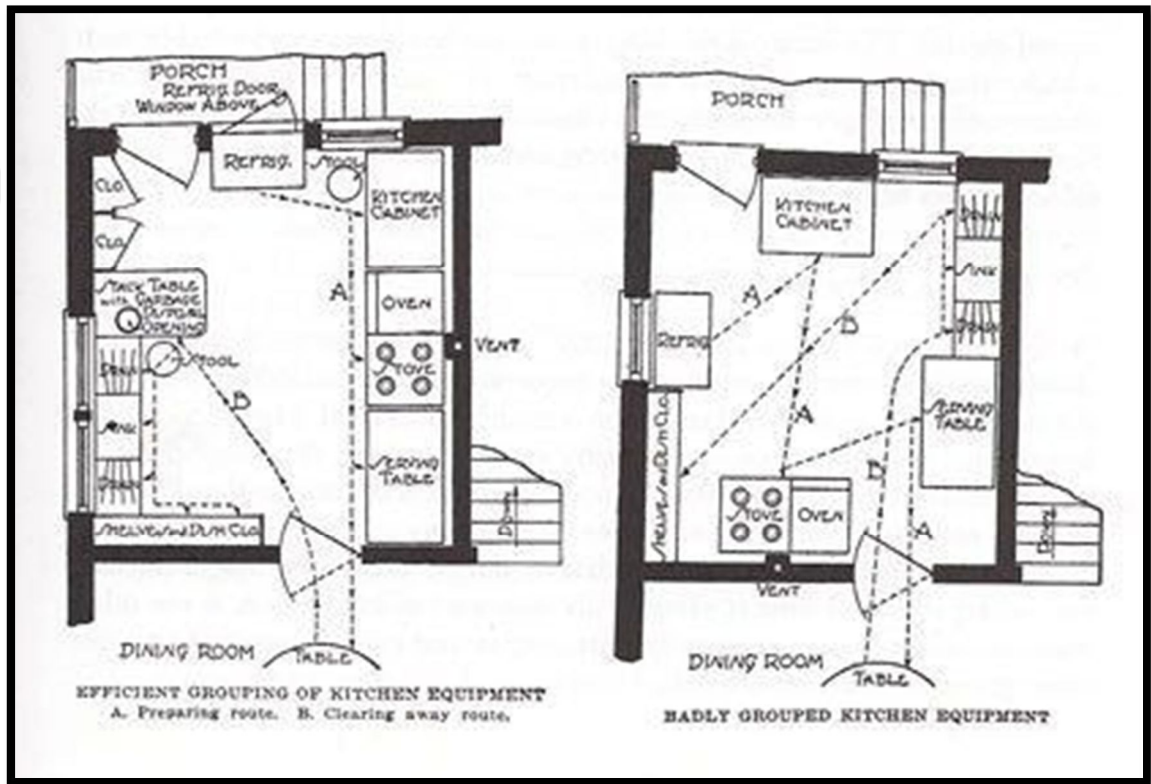 PORCH
REFRIG. DOOR
WINDOW ABOVE
REFRIG.
STOOL
CLO.
CLO.
KITCHEN
CABINET
STACK TABLE
WITH GARBAGE
DISPOSAL
OPENING
A
OVEN
VENT
STOOL
DRAIN
STOVE
B
SINK
DRAIN
SERVING
TABLE
SHELVES AND DISH CLO.
DOWN
DINING ROOM
TABLE
EFFICIENT GROUPING OF KITCHEN EQUIPMENT
A. Preparing route. B. Clearing away route.
PORCH
KITCHEN
CABINET
DRAIN
SINK
DRAIN
A
B
REFRIG.
A
SERVING
TABLE
SHELVES AND DISH CLO.
B
STOVE
OVEN
A
DOWN
VENT
DINING ROOM
TABLE
BADLY GROUPED KITCHEN EQUIPMENT